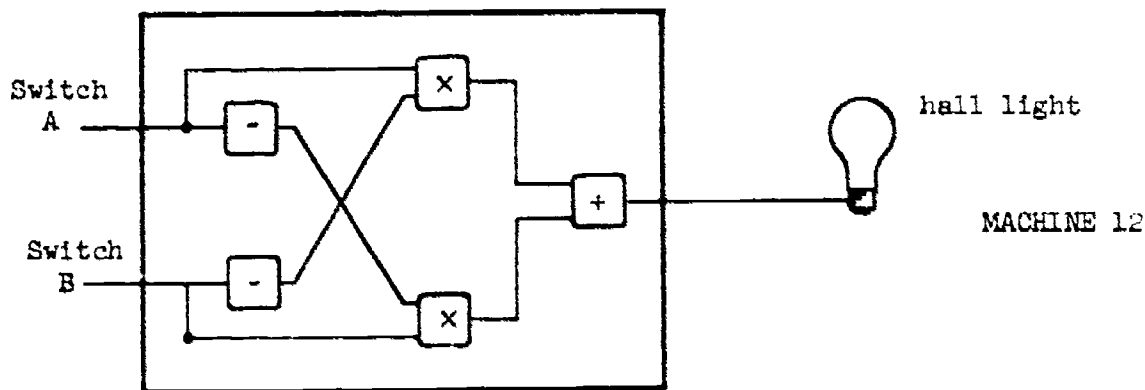 Switch
A
-
×
hall light
+
MACHINE 12
Switch
B
-
×